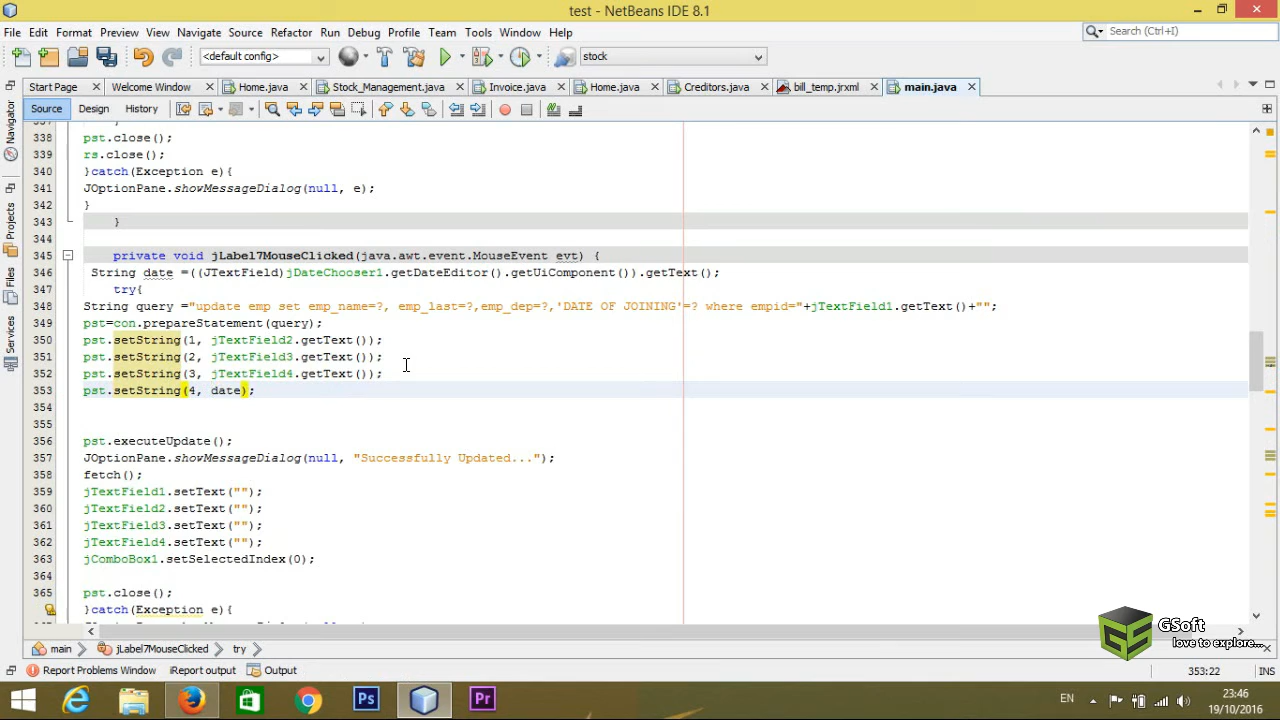 test - NetBeans IDE 8.1
File Edit Format Preview View Navigate Source Refactor Run Debug Profile Team Tools Window Help
Search (Ctrl+I)
<default config>
stock
Start Page Welcome Window Home.java Stock_Management.java Invoice.java Home.java Creditors.java bill_temp.jrxml main.java
Source Design History
Navigator
Projects
Files
Services
337 }
338 pst.close();
339 rs.close();
340 }catch(Exception e){
341 JOptionPane.showMessageDialog(null, e);
342 }
343 }
344
345 private void jLabel7MouseClicked(java.awt.event.MouseEvent evt) {
346 String date =((JTextField)jDateChooser1.getDateEditor().getUiComponent()).getText();
347 try{
348 String query ="update emp set emp_name=?, emp_last=?,emp_dep=?,'DATE OF JOINING'=? where empid="+jTextField1.getText()+"";
349 pst=con.prepareStatement(query);
350 pst.setString(1, jTextField2.getText());
351 pst.setString(2, jTextField3.getText());
352 pst.setString(3, jTextField4.getText());
353 pst.setString(4, date);
354
355
356 pst.executeUpdate();
357 JOptionPane.showMessageDialog(null, "Successfully Updated...");
358 fetch();
359 jTextField1.setText("");
360 jTextField2.setText("");
361 jTextField3.setText("");
362 jTextField4.setText("");
363 jComboBox1.setSelectedIndex(0);
364
365 pst.close();
}catch(Exception e){
GS GSoft
love to explore...
main jLabel7MouseClicked try
Report Problems Window iReport output Output
353:22 INS
Ps Pr
EN
23:46
19/10/2016